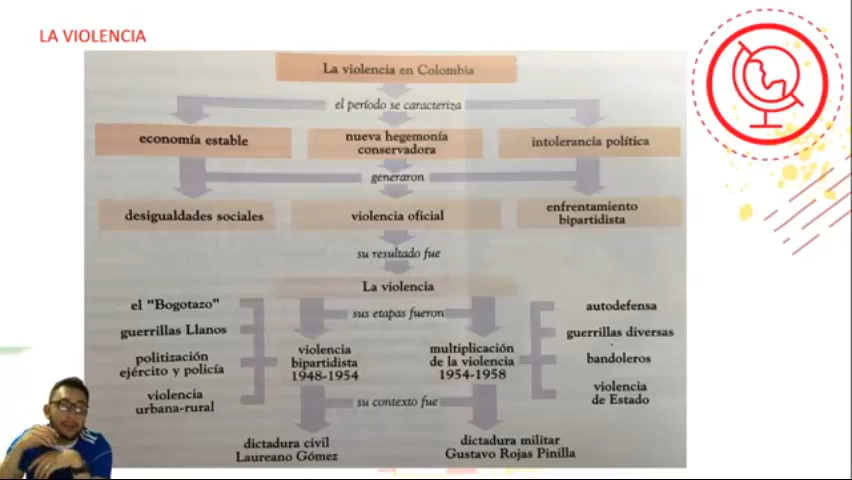 LA VIOLENCIA
La violencia en Colombia
el período se caracteriza
economía estable
nueva hegemonía
conservadora
intolerancia política
generaron
desigualdades sociales
violencia oficial
enfrentamiento
bipartidista
su resultado fue
La violencia
el "Bogotazo"
guerrillas Llanos
politización
ejército y policía
violencia
urbana-rural
sus etapas fueron
violencia
bipartidista
1948-1954
multiplicación
de la violencia
1954-1958
autodefensa
guerrillas diversas
bandoleros
violencia
de Estado
su contexto fue
dictadura civil
Laureano Gómez
dictadura militar
Gustavo Rojas Pinilla